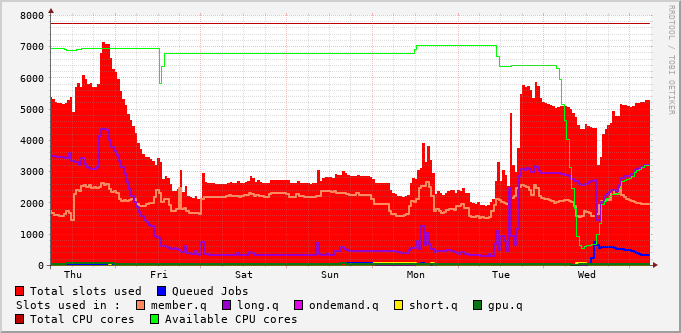 8000
7000
6000
5000
4000
3000
2000
1000
0
Thu Fri Sat Sun Mon Tue Wed
RRDTOOL / TOBI OETIKER
Total slots used Queued Jobs
Slots used in : member.q long.q ondemand.q short.q gpu.q
Total CPU cores Available CPU cores